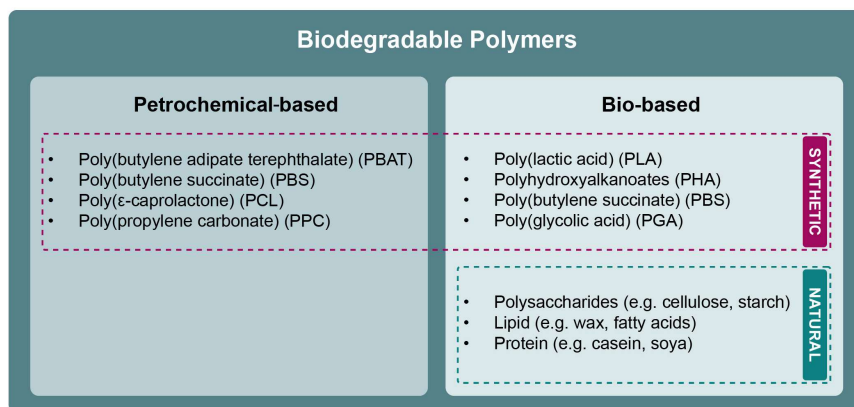 Biodegradable Polymers
Petrochemical-based
• Poly(butylene adipate terephthalate) (PBAT)
• Poly(butylene succinate) (PBS)
• Poly(ε-caprolactone) (PCL)
• Poly(propylene carbonate) (PPC)
Bio-based
• Poly(lactic acid) (PLA)
• Polyhydroxyalkanoates (PHA)
• Poly(butylene succinate) (PBS)
• Poly(glycolic acid) (PGA)
SYNTHETIC
• Polysaccharides (e.g. cellulose, starch)
• Lipid (e.g. wax, fatty acids)
• Protein (e.g. casein, soya)
NATURAL